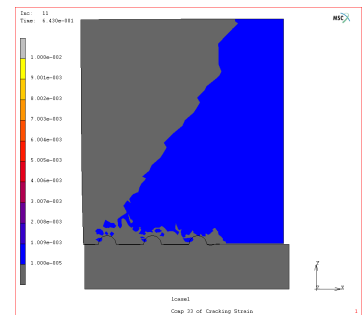 Inc: 11
Time: 6.430e-001
MSC
1.000e-002
9.001e-003
8.002e-003
7.003e-003
6.004e-003
5.005e-003
4.006e-003
3.007e-003
2.008e-003
1.009e-003
1.000e-005
lcase1
Comp 33 of Cracking Strain
Z
Y
X
1